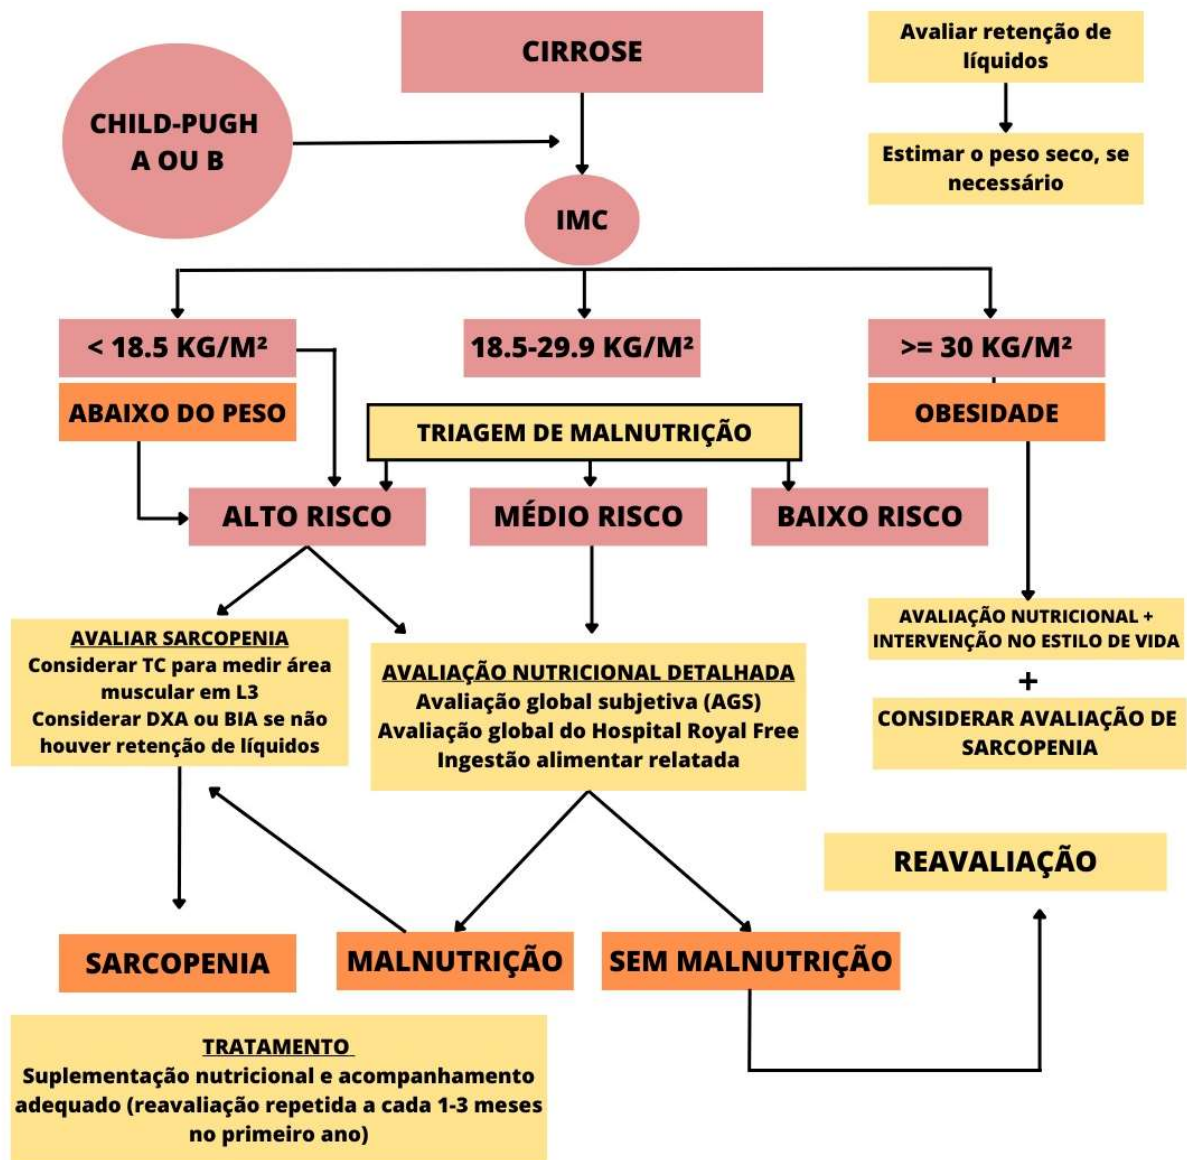 CIRROSE
Avaliar retenção de
líquidos
CHILD-PUGH
A OU B
Estimar o peso seco, se
necessário
IMC
< 18.5 KG/M²
18.5-29.9 KG/M²
>= 30 KG/M²
ABAIXO DO PESO
OBESIDADE
TRIAGEM DE MALNUTRIÇÃO
ALTO RISCO
MÉDIO RISCO
BAIXO RISCO
AVALIAR SARCOPENIA
Considerar TC para medir área
muscular em L3
Considerar DXA ou BIA se não
houver retenção de líquidos
AVALIAÇÃO NUTRICIONAL DETALHADA
Avaliação global subjetiva (AGS)
Avaliação global do Hospital Royal Free
Ingestão alimentar relatada
AVALIAÇÃO NUTRICIONAL +
INTERVENÇÃO NO ESTILO DE VIDA
+
CONSIDERAR AVALIAÇÃO DE
SARCOPENIA
REAVALIAÇÃO
SARCOPENIA
MALNUTRIÇÃO
SEM MALNUTRIÇÃO
TRATAMENTO
Suplementação nutricional e acompanhamento
adequado (reavaliação repetida a cada 1-3 meses
no primeiro ano)